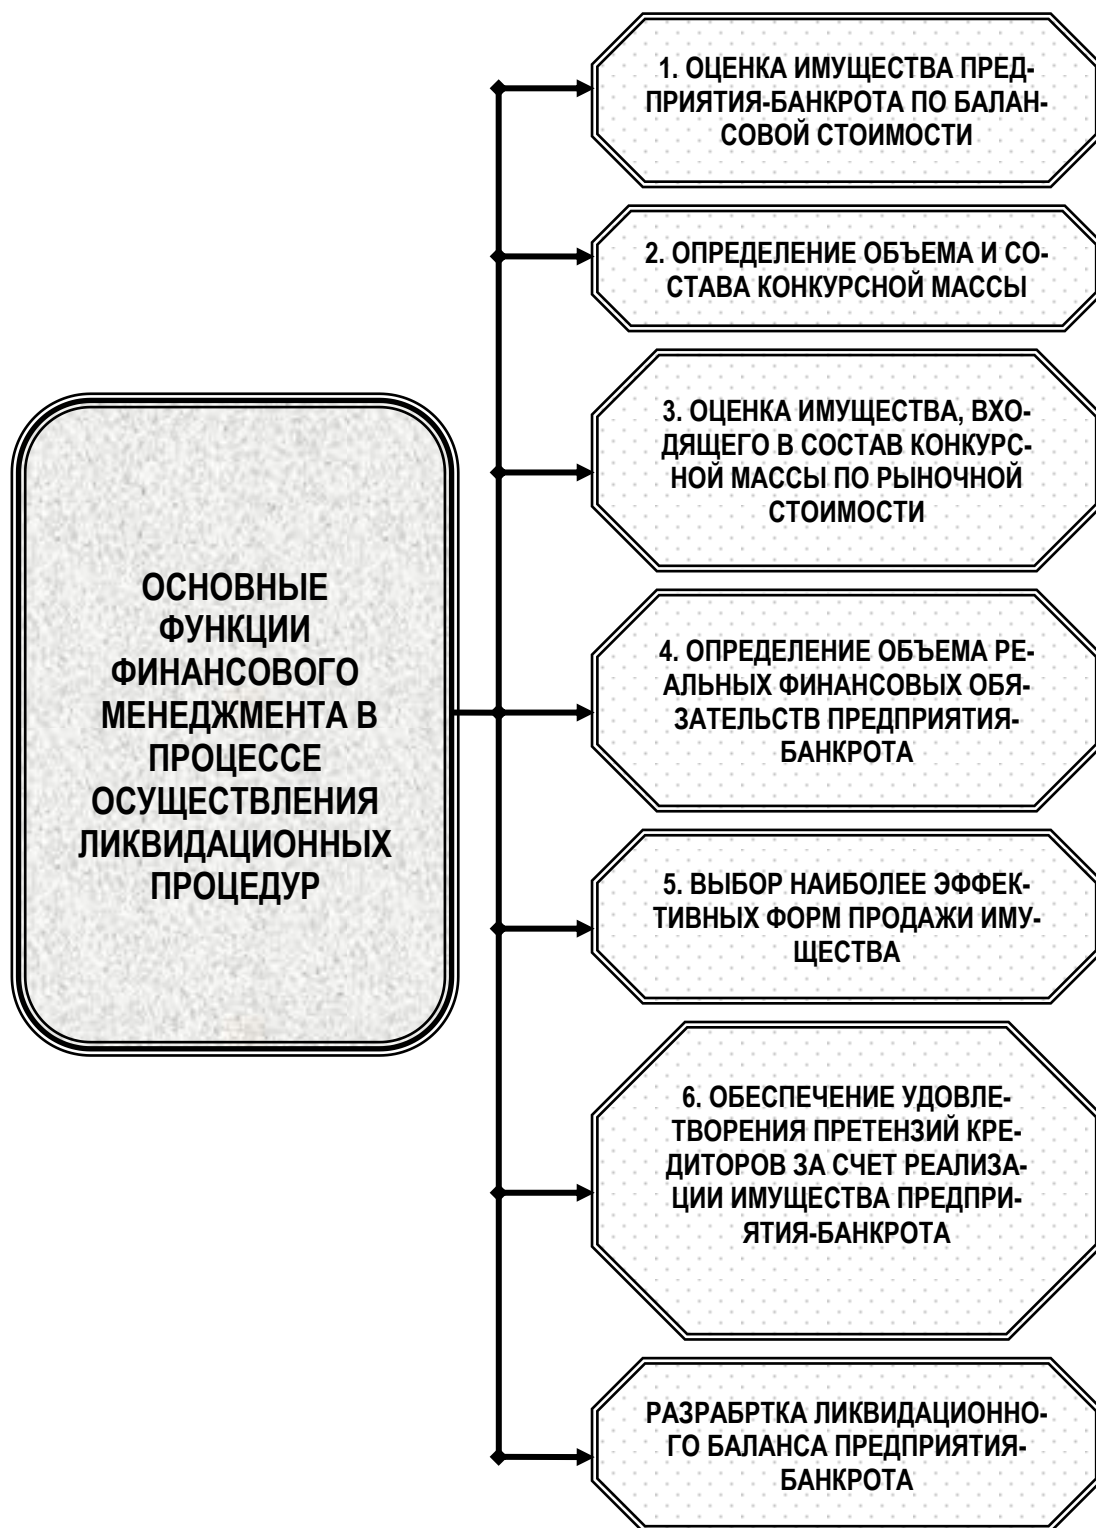 ОСНОВНЫЕ
ФУНКЦИИ
ФИНАНСОВОГО
МЕНЕДЖМЕНТА В
ПРОЦЕССЕ
ОСУЩЕСТВЛЕНИЯ
ЛИКВИДАЦИОННЫХ
ПРОЦЕДУР
1. ОЦЕНКА ИМУЩЕСТВА ПРЕД-
ПРИЯТИЯ-БАНКРОТА ПО БАЛАН-
СОВОЙ СТОИМОСТИ
2. ОПРЕДЕЛЕНИЕ ОБЪЕМА И СО-
СТАВА КОНКУРСНОЙ МАССЫ
3. ОЦЕНКА ИМУЩЕСТВА, ВХО-
ДЯЩЕГО В СОСТАВ КОНКУРС-
НОЙ МАССЫ ПО РЫНОЧНОЙ
СТОИМОСТИ
4. ОПРЕДЕЛЕНИЕ ОБЪЕМА РЕ-
АЛЬНЫХ ФИНАНСОВЫХ ОБЯ-
ЗАТЕЛЬСТВ ПРЕДПРИЯТИЯ-
БАНКРОТА
5. ВЫБОР НАИБОЛЕЕ ЭФФЕК-
ТИВНЫХ ФОРМ ПРОДАЖИ ИМУ-
ЩЕСТВА
6. ОБЕСПЕЧЕНИЕ УДОВЛЕ-
ТВОРЕНИЯ ПРЕТЕНЗИЙ КРЕ-
ДИТОРОВ ЗА СЧЕТ РЕАЛИЗА-
ЦИИ ИМУЩЕСТВА ПРЕДПРИ-
ЯТИЯ-БАНКРОТА
РАЗРАБРТКА ЛИКВИДАЦИОННО-
ГО БАЛАНСА ПРЕДПРИЯТИЯ-
БАНКРОТА